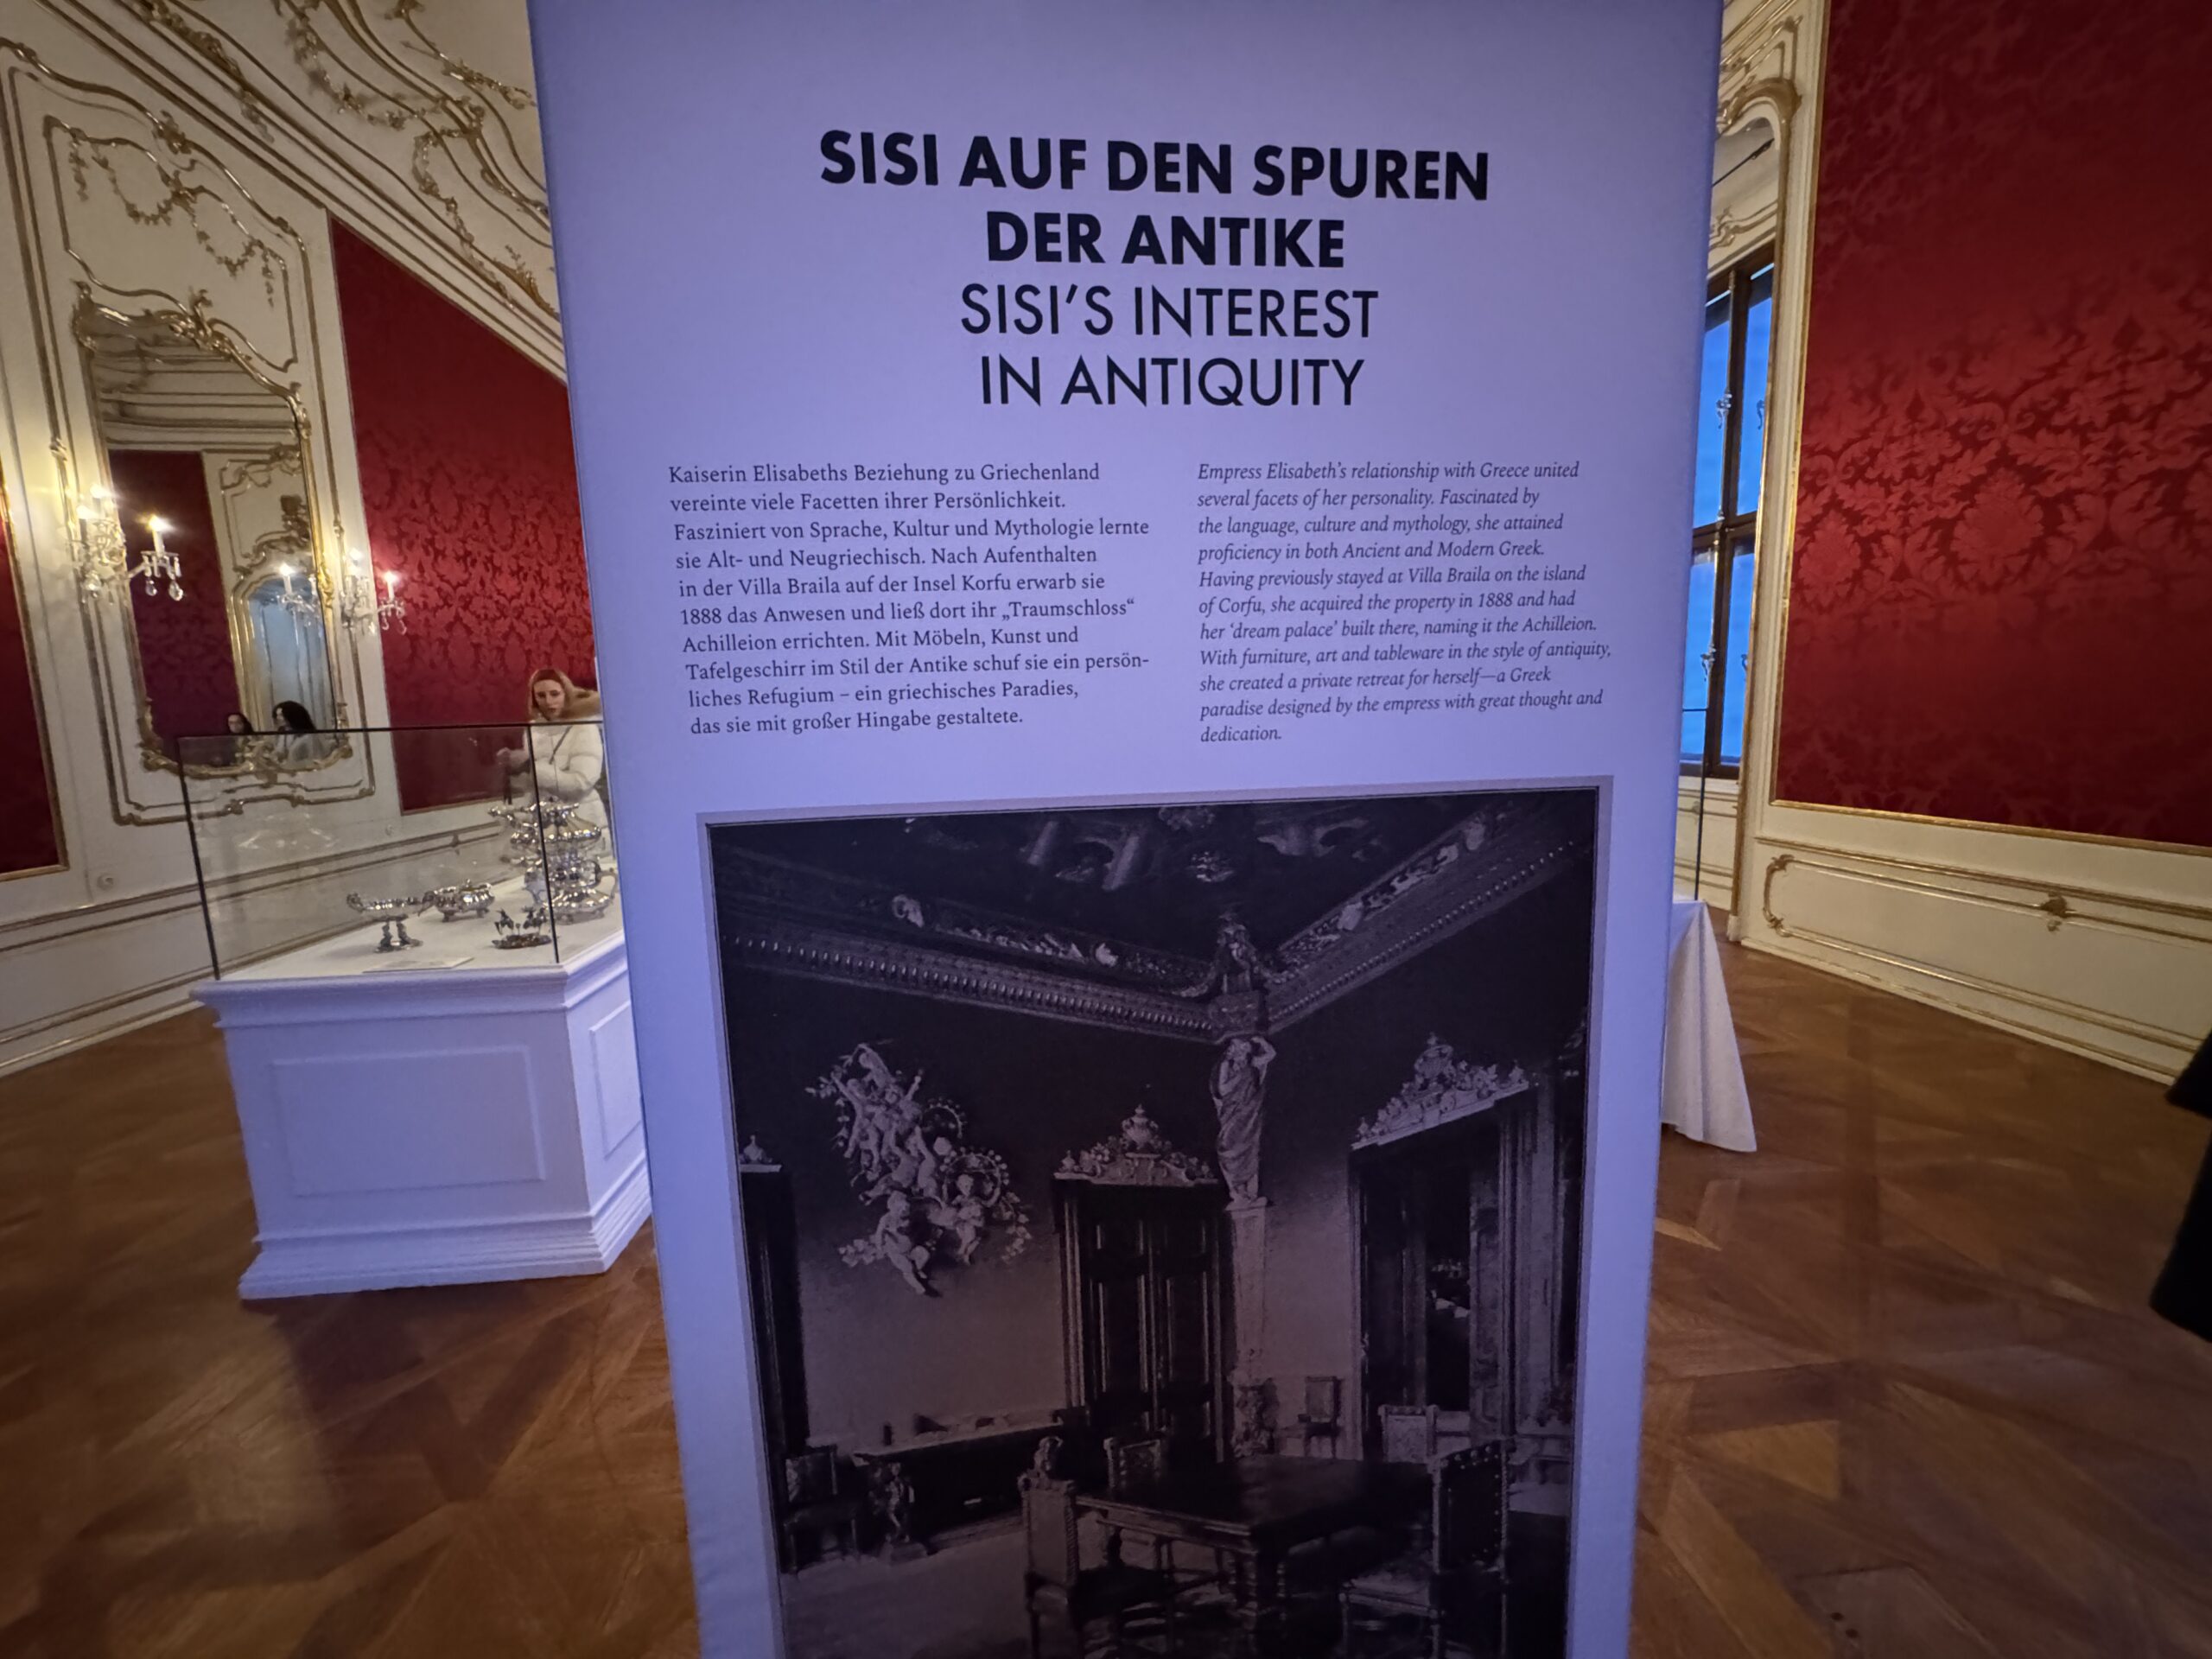 SISI AUF DEN SPUREN
DER ANTIKE
SISI'S INTEREST
IN ANTIQUITY
Kaiserin Elisabeths Beziehung zu Griechenland
vereinte viele Facetten ihrer Persönlichkeit.
Fasziniert von Sprache, Kultur und Mythologie lernte
sie Alt- und Neugriechisch. Nach Aufenthalten
in der Villa Braila auf der Insel Korfu erwarb sie
1888 das Anwesen und ließ dort ihr „Traumschloss“
Achilleion errichten. Mit Möbeln, Kunst und
Tafelgeschirr im Stil der Antike schuf sie ein persön-
liches Refugium – ein griechisches Paradies,
das sie mit großer Hingabe gestaltete.
Empress Elisabeth’s relationship with Greece united
several facets of her personality. Fascinated by
the language, culture and mythology, she attained
proficiency in both Ancient and Modern Greek.
Having previously stayed at Villa Braila on the island
of Corfu, she acquired the property in 1888 and had
her ‘dream palace’ built there, naming it the Achilleion.
With furniture, art and tableware in the style of antiquity,
she created a private retreat for herself—a Greek
paradise designed by the empress with great thought and
dedication.